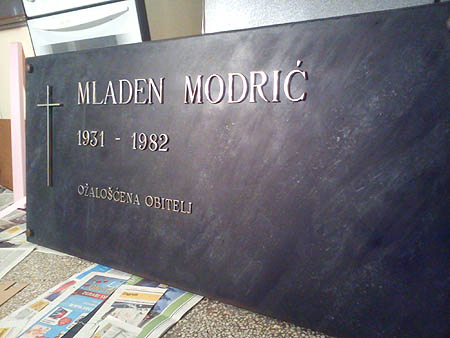 MLADEN MODRIĆ
1931 - 1982
OŽALOŠĆENA OBITELJ